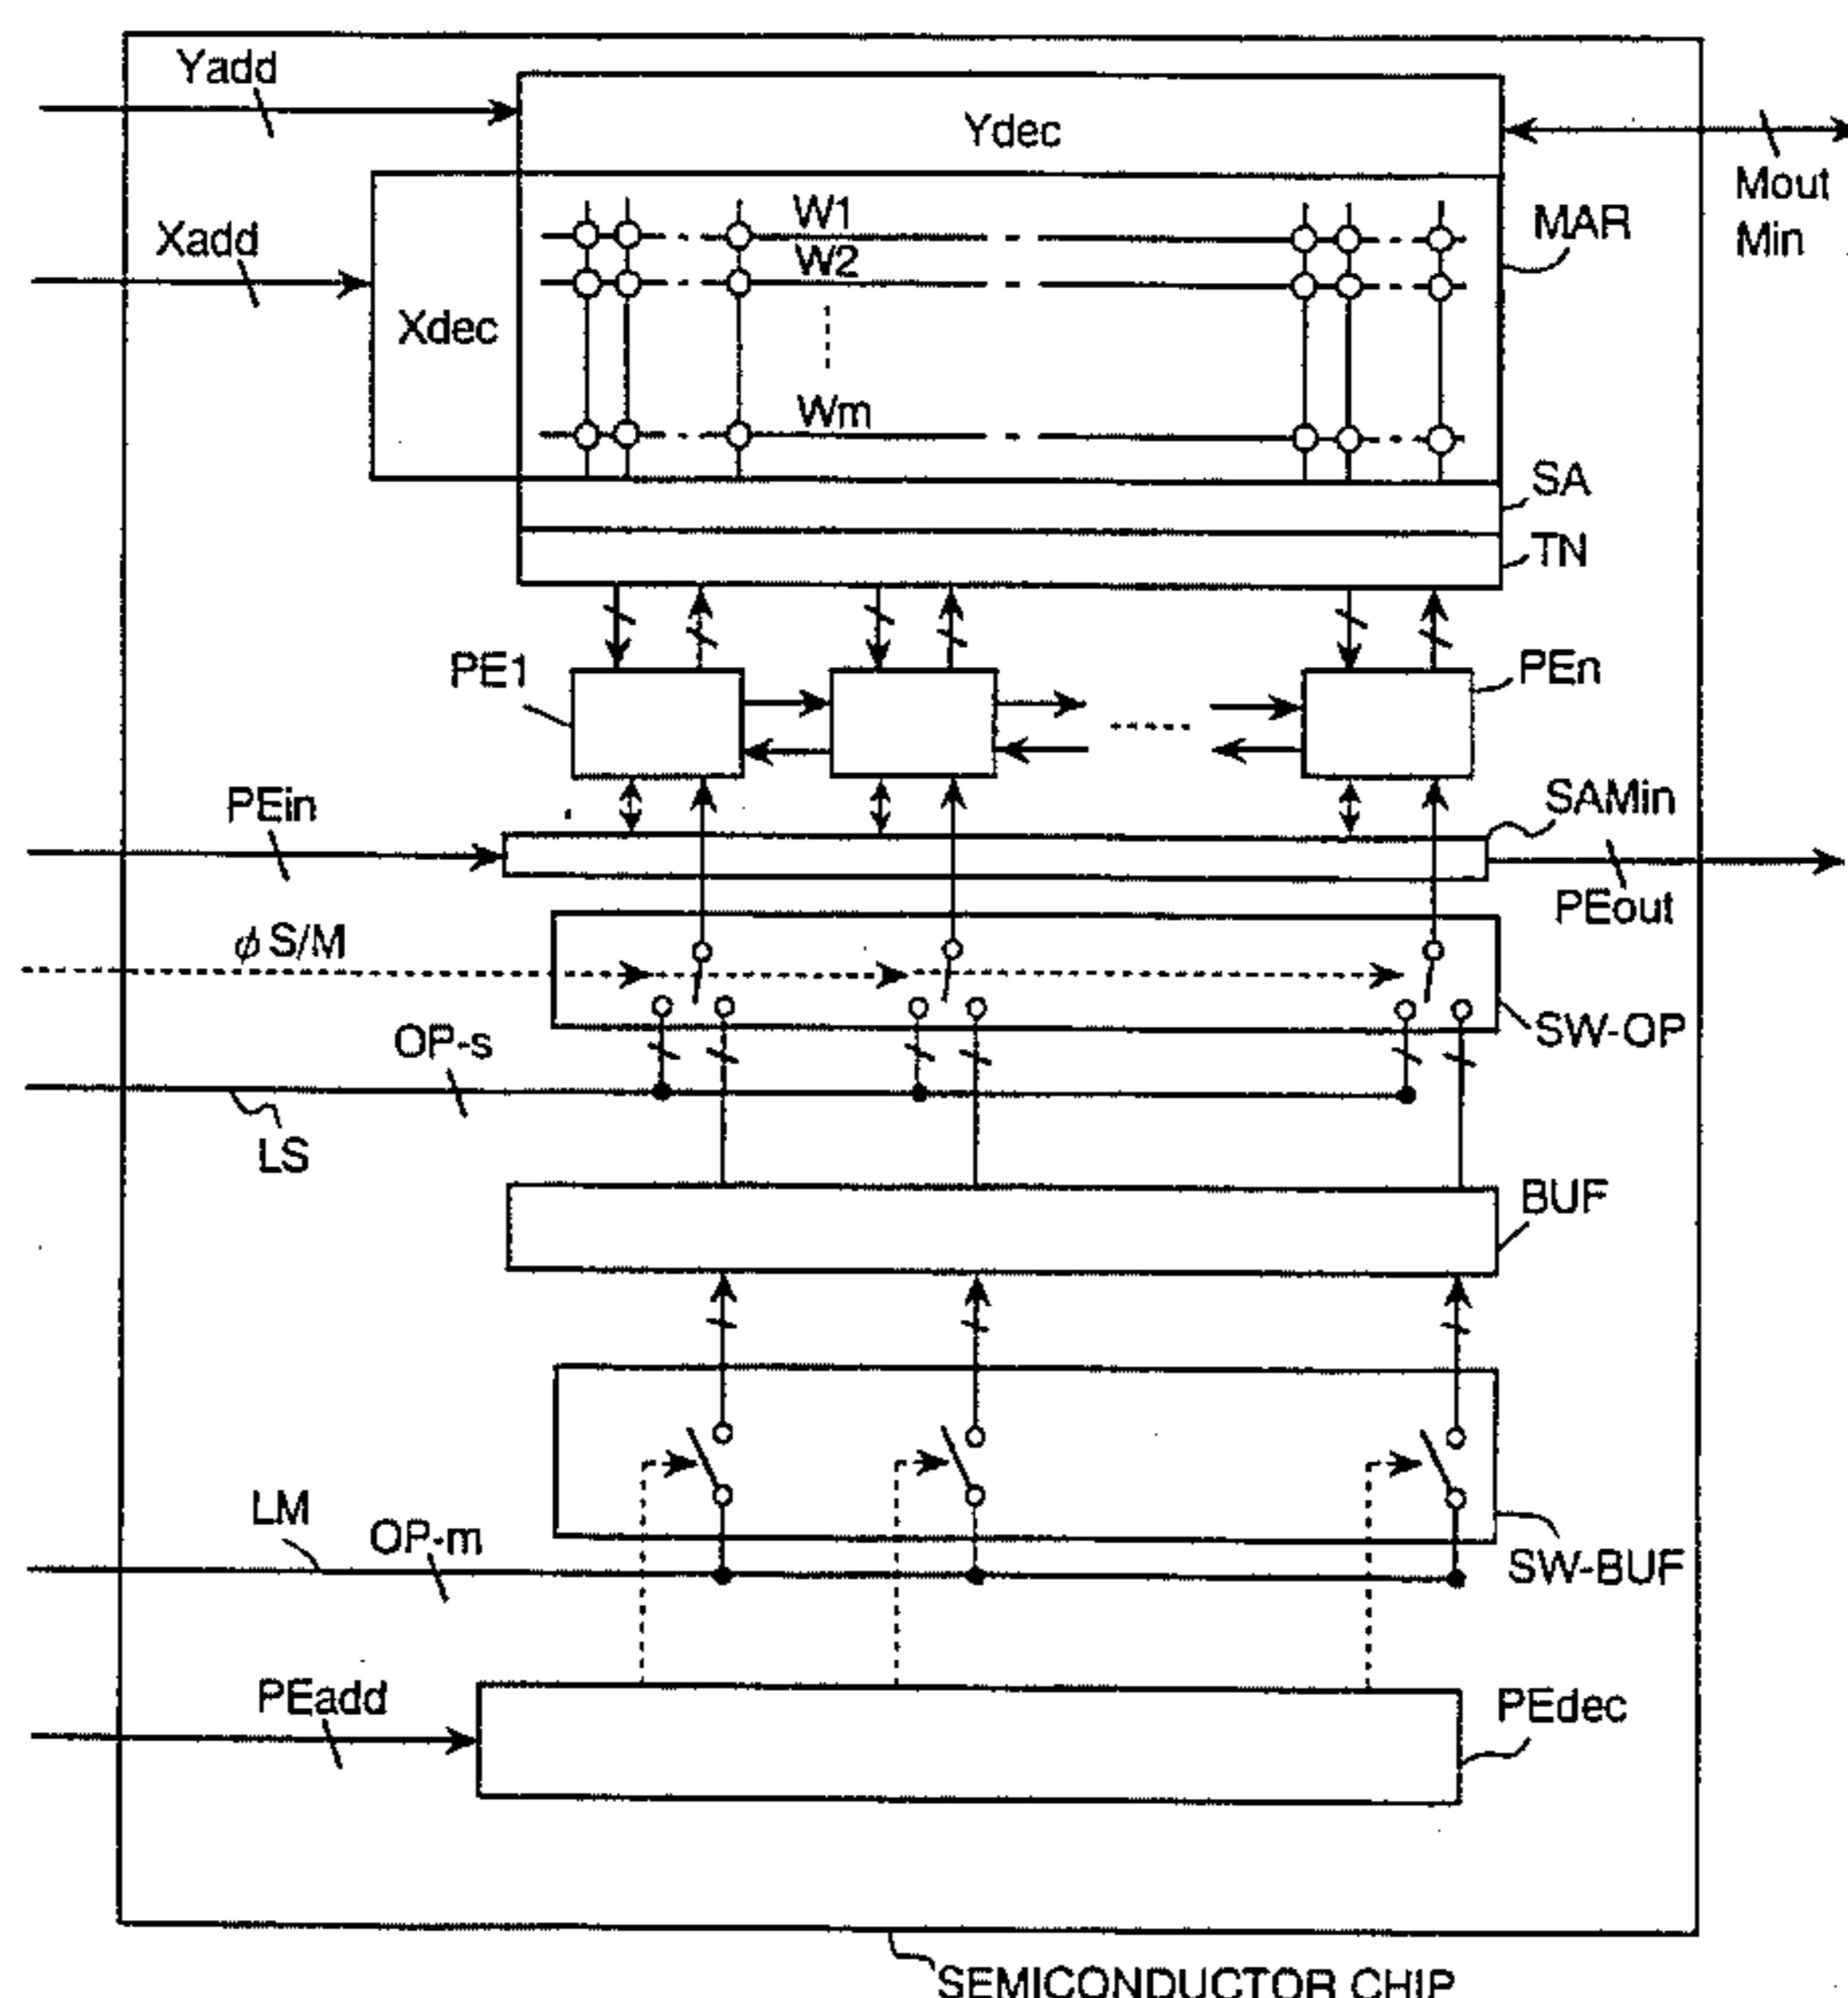 Yadd
Ydec
Mout
Min
Xadd
W1
MAR
W2
Xdec
Wm
SA
TN
PE1
PEn
PEin
SAMin
PEout
φ S/M
SW-OP
OP-s
LS
BUF
LM
OP-m
SW-BUF
PEadd
PEdec
SEMICONDUCTOR CHIP